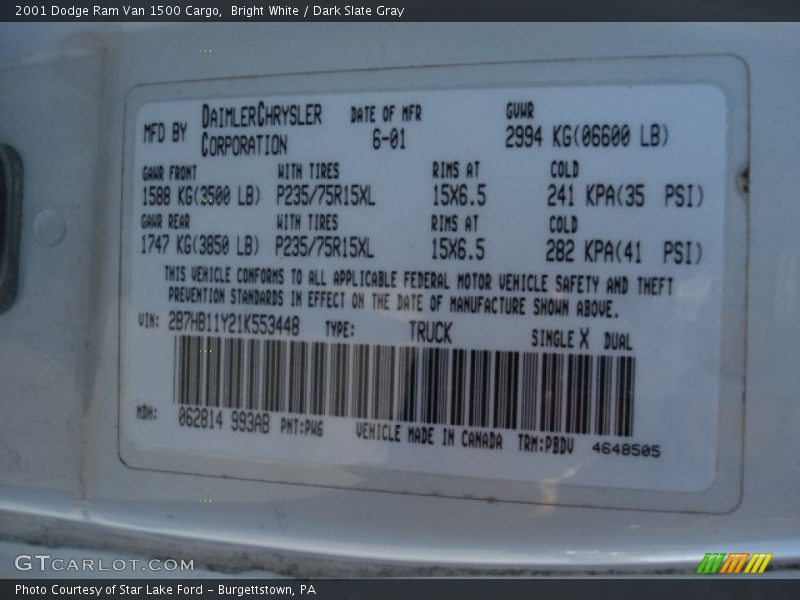 2001 Dodge Ram Van 1500 Cargo, Bright White / Dark Slate Gray
MFD BY DAIMLERCHRYSLER CORPORATION DATE OF MFR 6-01 GVWR 2994 KG(06600 LB)
GAWR FRONT WITH TIRES RIMS AT COLD
1588 KG(3500 LB) P235/75R15XL 15X6.5 241 KPA(35 PSI)
GAWR REAR WITH TIRES RIMS AT COLD
1747 KG(3850 LB) P235/75R15XL 15X6.5 282 KPA(41 PSI)
THIS VEHICLE CONFORMS TO ALL APPLICABLE FEDERAL MOTOR VEHICLE SAFETY AND THEFT
PREVENTION STANDARDS IN EFFECT ON THE DATE OF MANUFACTURE SHOWN ABOVE.
VIN: 2B7HB11Y21K553448 TYPE: TRUCK SINGLE X DUAL
MDH: 062814 993AB PNT:PW6 VEHICLE MADE IN CANADA TRM:PBDV 4648505
GTCARLOT.COM
Photo Courtesy of Star Lake Ford - Burgettstown, PA